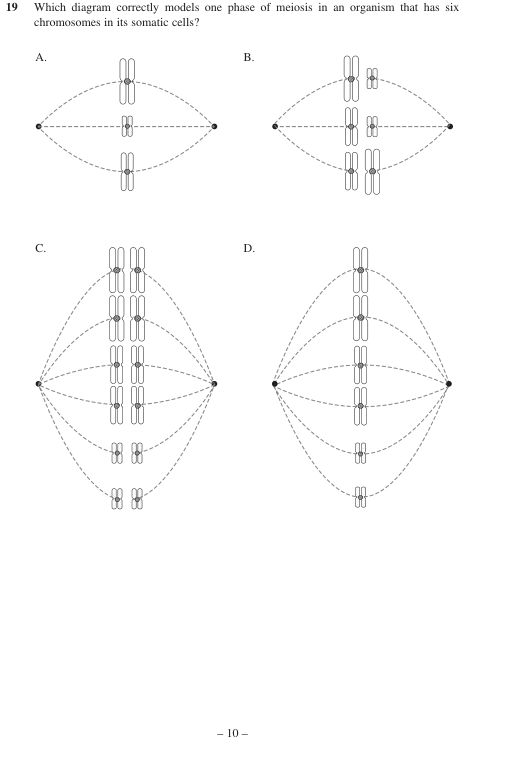 19 Which diagram correctly models one phase of meiosis in an organism that has six
chromosomes in its somatic cells?
A. B.
C. D.
– 10 –